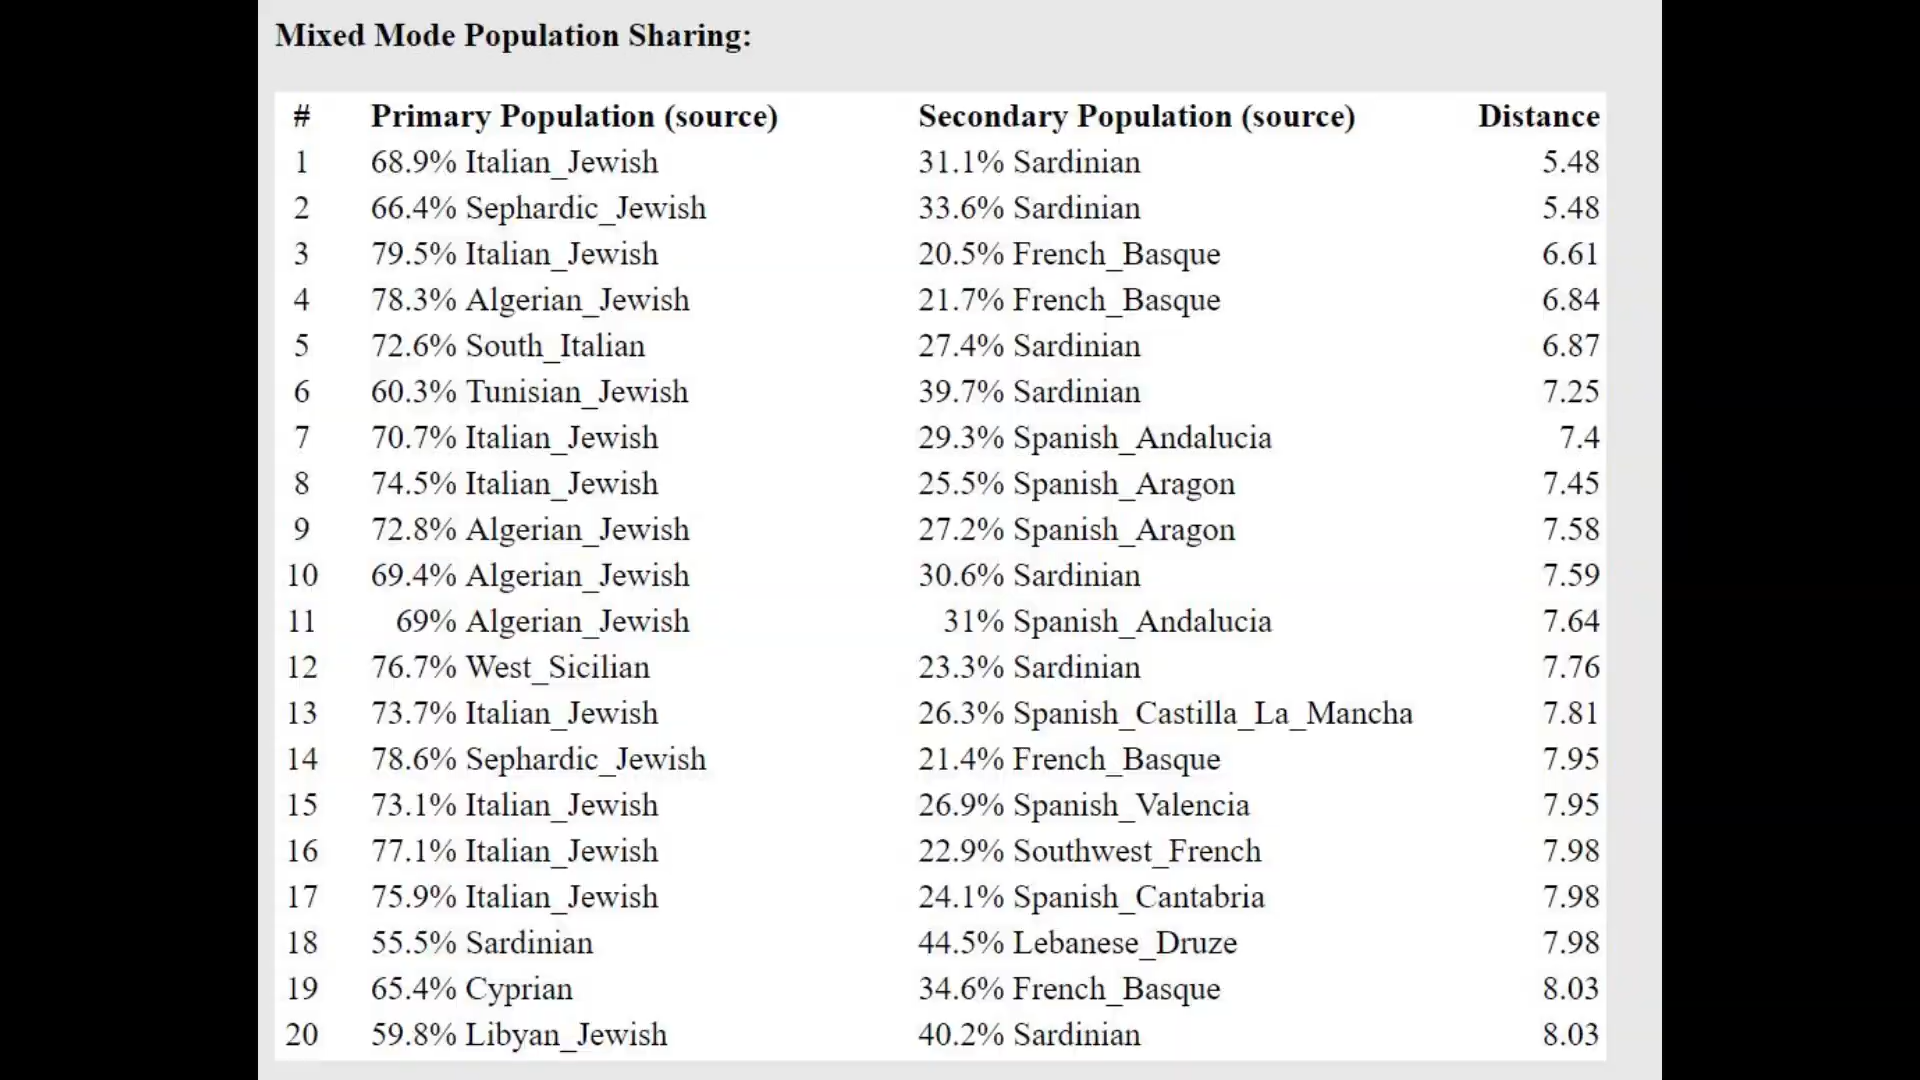 Mixed Mode Population Sharing:
# Primary Population (source) Secondary Population (source) Distance
1 68.9% Italian_Jewish 31.1% Sardinian 5.48
2 66.4% Sephardic_Jewish 33.6% Sardinian 5.48
3 79.5% Italian_Jewish 20.5% French_Basque 6.61
4 78.3% Algerian_Jewish 21.7% French_Basque 6.84
5 72.6% South_Italian 27.4% Sardinian 6.87
6 60.3% Tunisian_Jewish 39.7% Sardinian 7.25
7 70.7% Italian_Jewish 29.3% Spanish_Andalucia 7.4
8 74.5% Italian_Jewish 25.5% Spanish_Aragon 7.45
9 72.8% Algerian_Jewish 27.2% Spanish_Aragon 7.58
10 69.4% Algerian_Jewish 30.6% Sardinian 7.59
11 69% Algerian_Jewish 31% Spanish_Andalucia 7.64
12 76.7% West_Sicilian 23.3% Sardinian 7.76
13 73.7% Italian_Jewish 26.3% Spanish_Castilla_La_Mancha 7.81
14 78.6% Sephardic_Jewish 21.4% French_Basque 7.95
15 73.1% Italian_Jewish 26.9% Spanish_Valencia 7.95
16 77.1% Italian_Jewish 22.9% Southwest_French 7.98
17 75.9% Italian_Jewish 24.1% Spanish_Cantabria 7.98
18 55.5% Sardinian 44.5% Lebanese_Druze 7.98
19 65.4% Cyprian 34.6% French_Basque 8.03
20 59.8% Libyan_Jewish 40.2% Sardinian 8.03